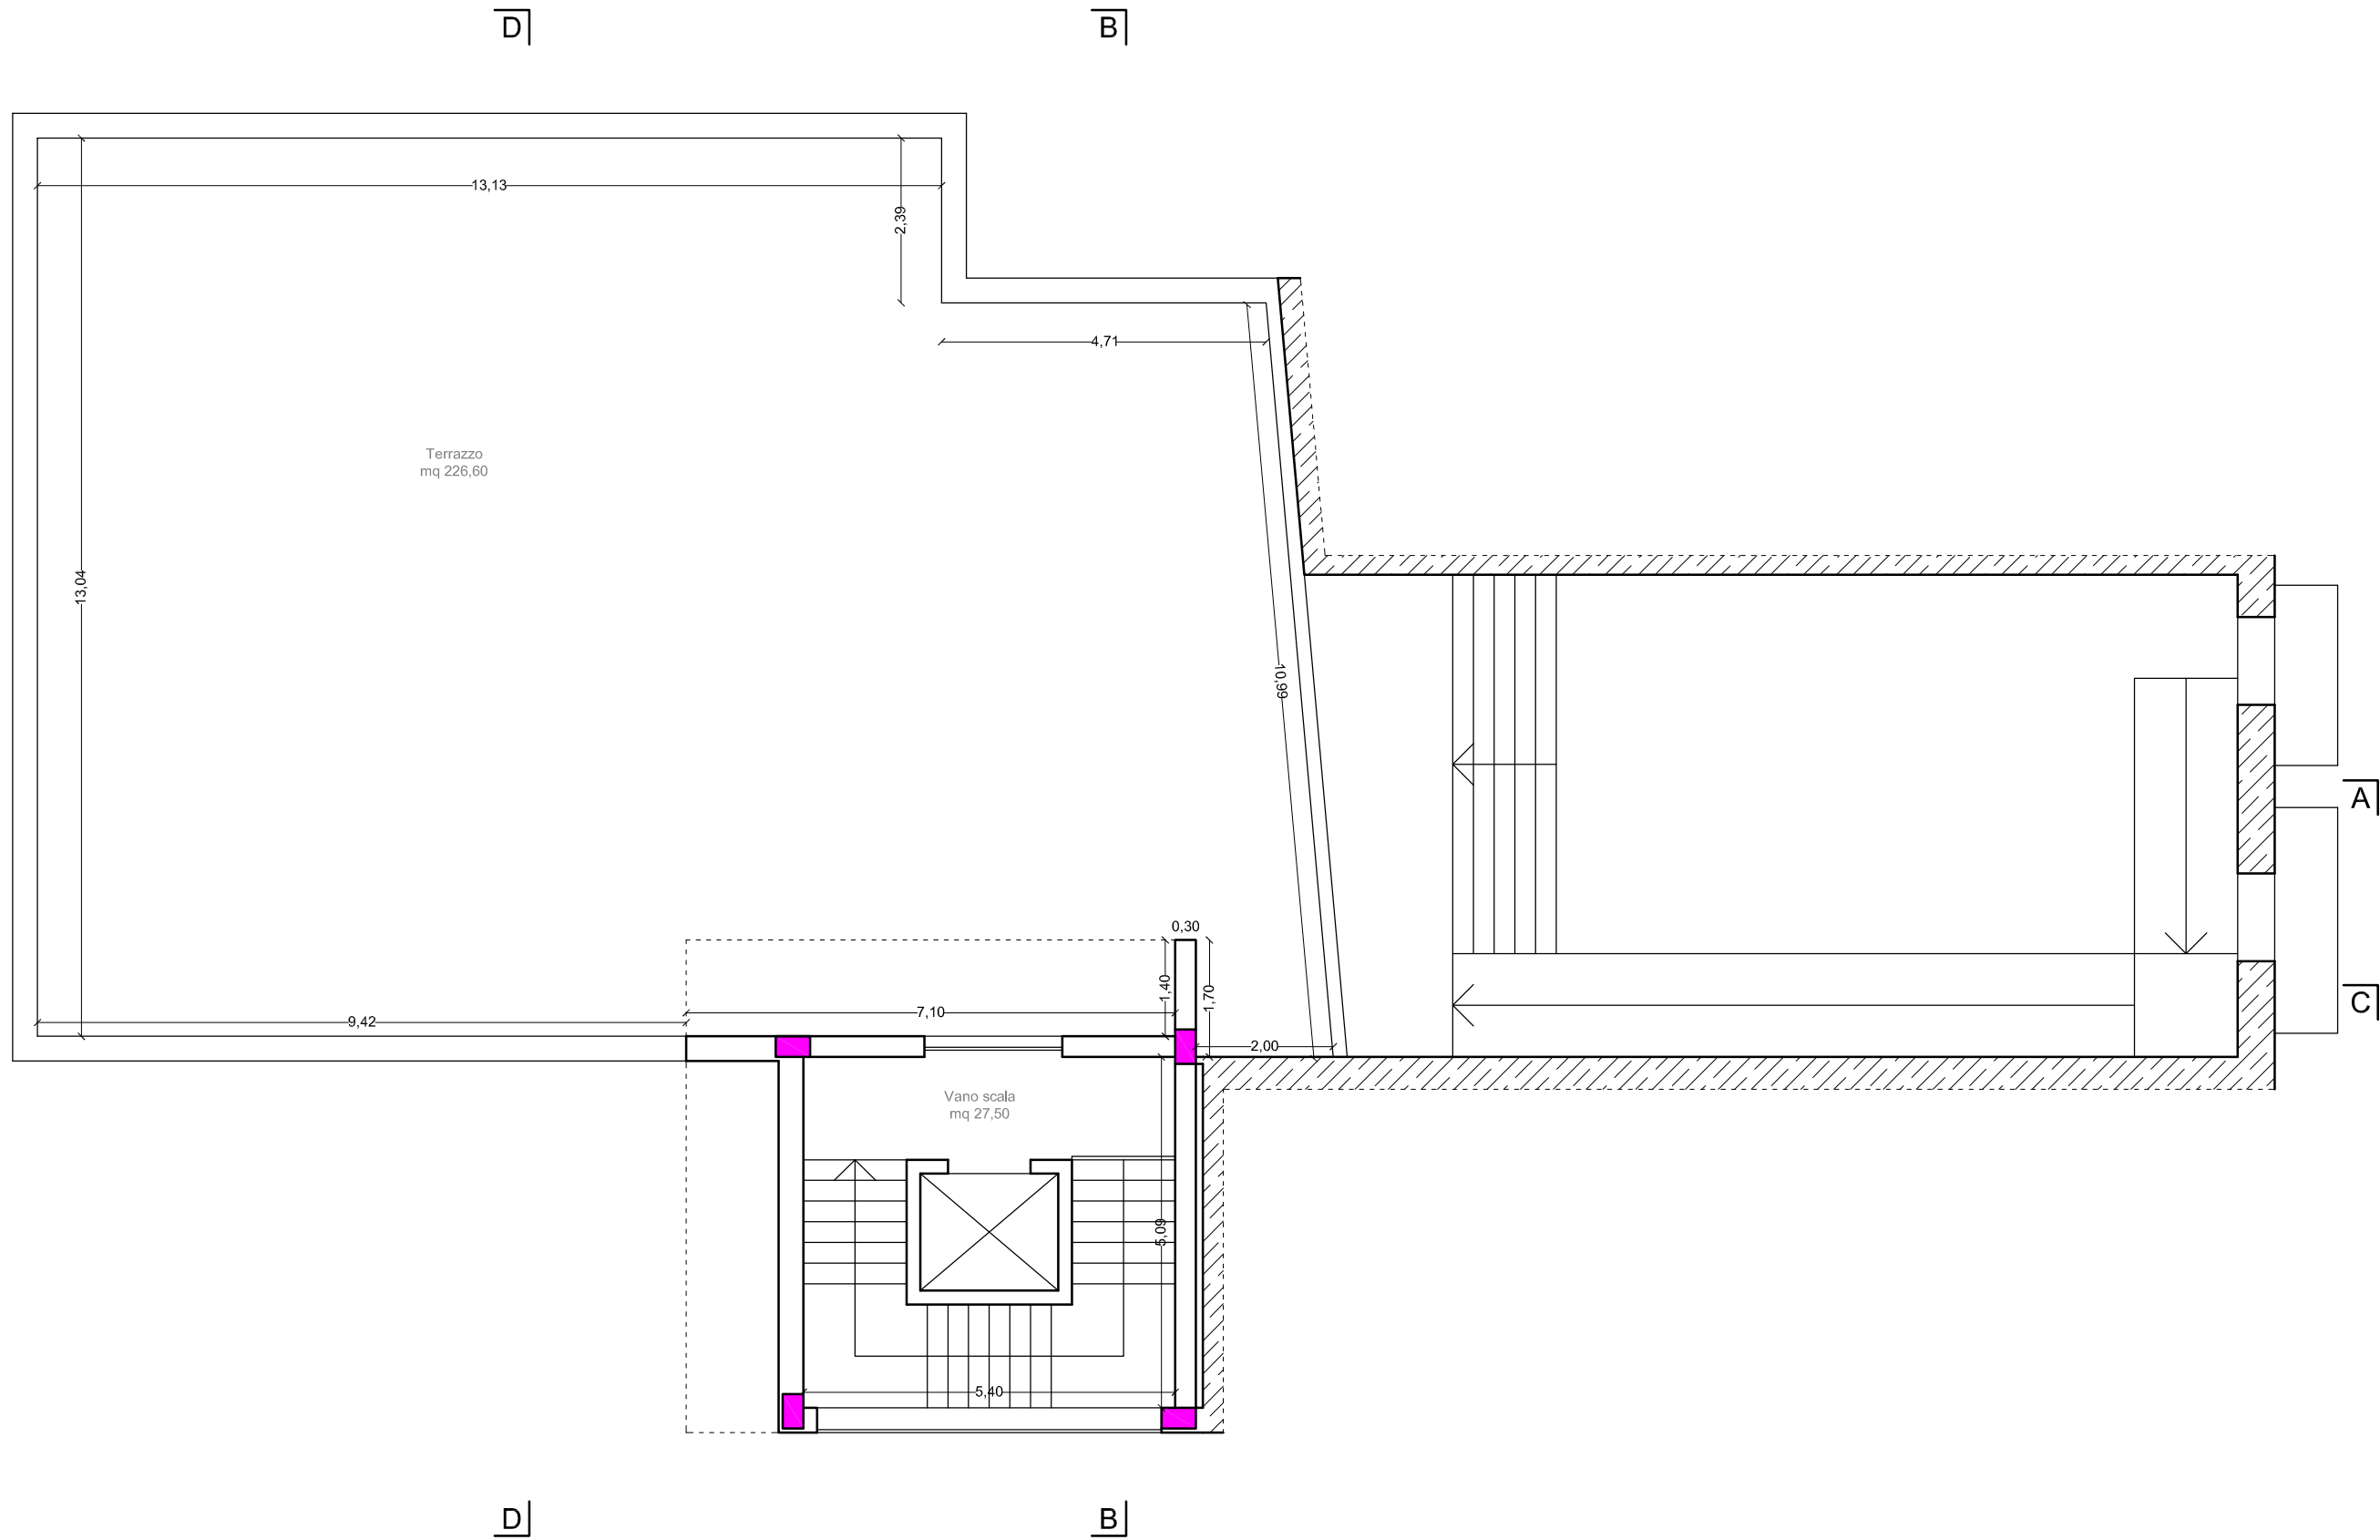 D
B
13,13
2,39
4,71
Terrazzo
mq 226,60
13,04
10,99
A
0,30
1,40
1,70
C
7,10
9,42
2,00
Vano scala
mq 27,50
5,09
5,40
D
B